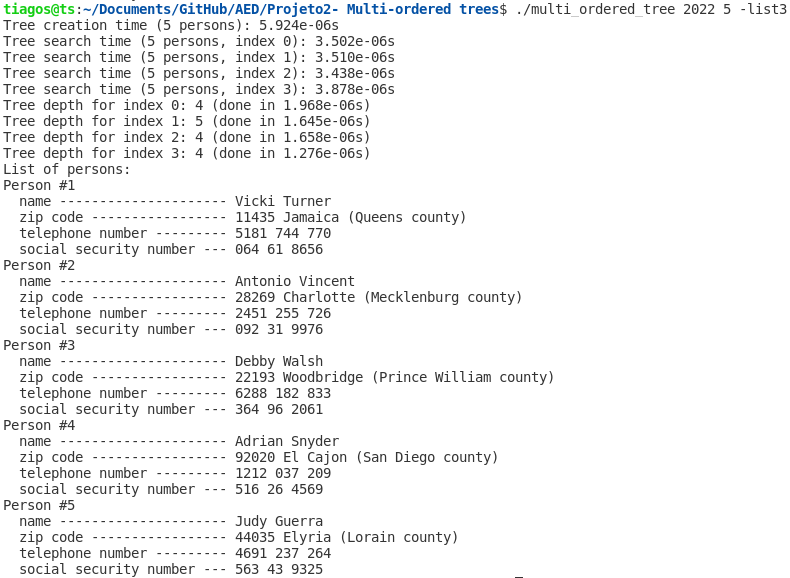 tiagos@ts:~/Documents/GitHub/AED/Projeto2- Multi-ordered trees$ ./multi_ordered_tree 2022 5 -list3
Tree creation time (5 persons): 5.924e-06s
Tree search time (5 persons, index 0): 3.502e-06s
Tree search time (5 persons, index 1): 3.510e-06s
Tree search time (5 persons, index 2): 3.438e-06s
Tree search time (5 persons, index 3): 3.878e-06s
Tree depth for index 0: 4 (done in 1.968e-06s)
Tree depth for index 1: 5 (done in 1.645e-06s)
Tree depth for index 2: 4 (done in 1.658e-06s)
Tree depth for index 3: 4 (done in 1.276e-06s)
List of persons:
Person #1
  name --------------------- Vicki Turner
  zip code ----------------- 11435 Jamaica (Queens county)
  telephone number --------- 5181 744 770
  social security number --- 064 61 8656
Person #2
  name --------------------- Antonio Vincent
  zip code ----------------- 28269 Charlotte (Mecklenburg county)
  telephone number --------- 2451 255 726
  social security number --- 092 31 9976
Person #3
  name --------------------- Debby Walsh
  zip code ----------------- 22193 Woodbridge (Prince William county)
  telephone number --------- 6288 182 833
  social security number --- 364 96 2061
Person #4
  name --------------------- Adrian Snyder
  zip code ----------------- 92020 El Cajon (San Diego county)
  telephone number --------- 1212 037 209
  social security number --- 516 26 4569
Person #5
  name --------------------- Judy Guerra
  zip code ----------------- 44035 Elyria (Lorain county)
  telephone number --------- 4691 237 264
  social security number --- 563 43 9325